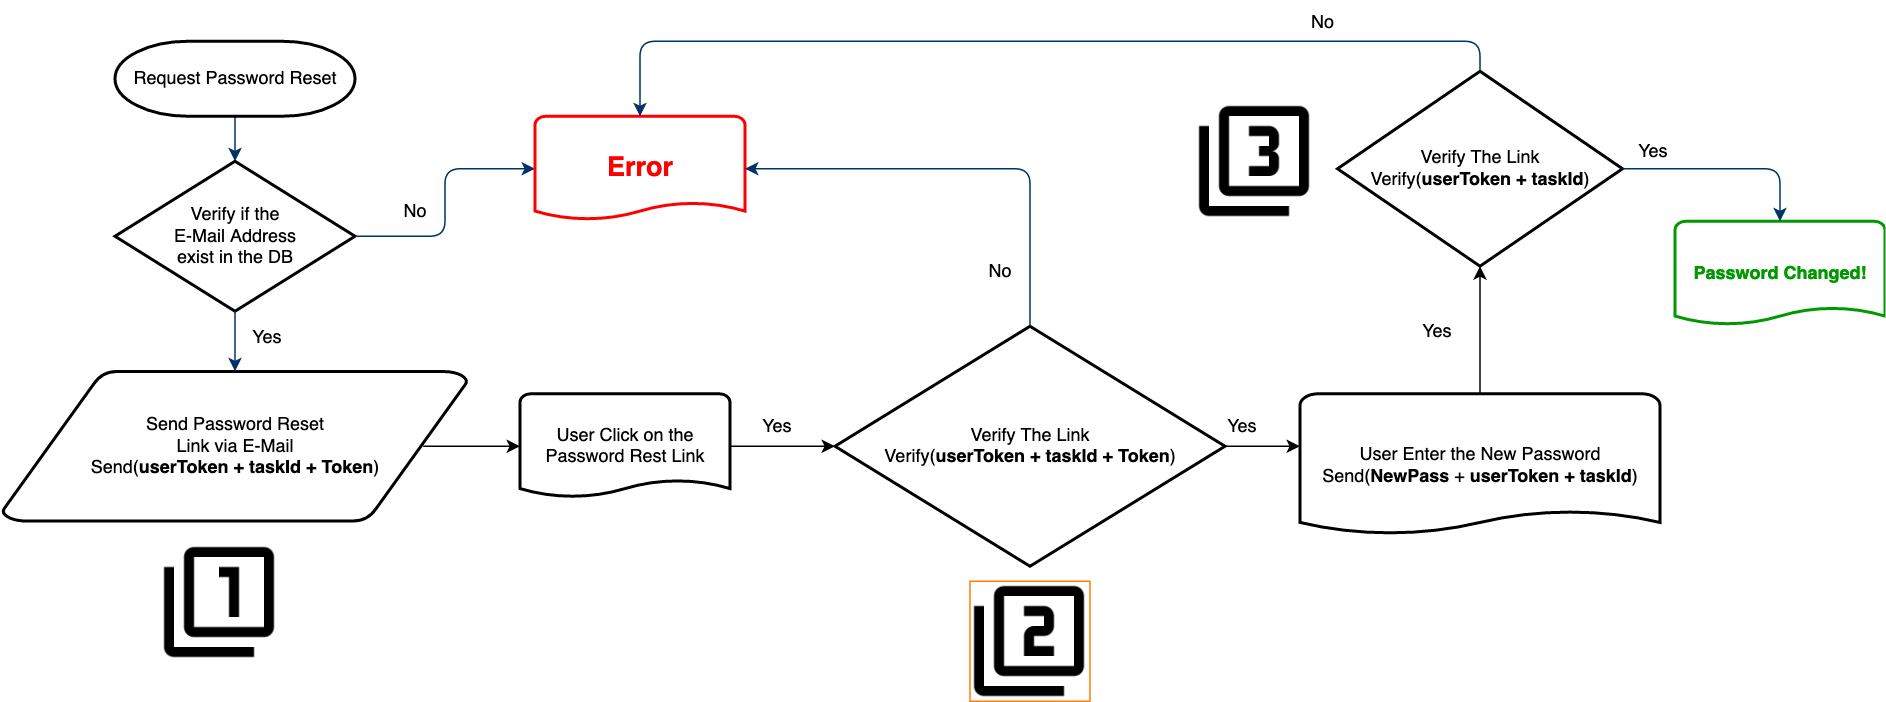 Request Password Reset
Verify if the
E-Mail Address
exist in the DB
No
Yes
Send Password Reset
Link via E-Mail
Send(userToken + taskId + Token)
1
User Click on the
Password Rest Link
Yes
Verify The Link
Verify(userToken + taskId + Token)
2
No
Error
Yes
User Enter the New Password
Send(NewPass + userToken + taskId)
Yes
3
Verify The Link
Verify(userToken + taskId)
No
Yes
Password Changed!